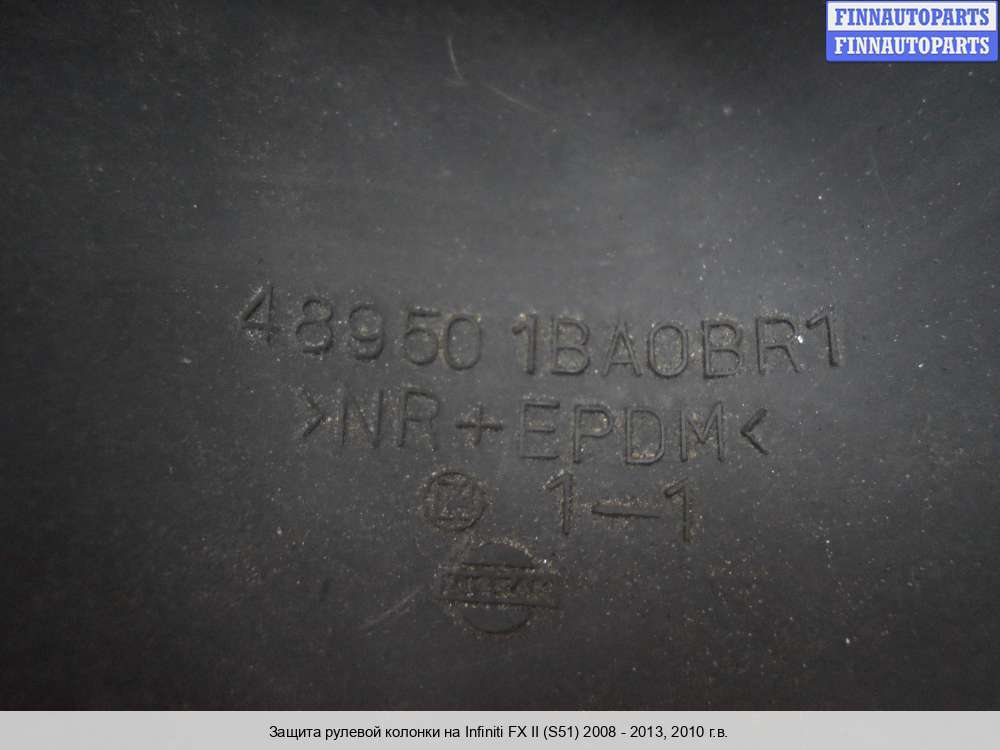 FINNAUTOPARTS
FINNAUTOPARTS
48950 1BA0BR1
>NR+EPDM<
1-1
NISSAN
Защита рулевой колонки на Infiniti FX II (S51) 2008 - 2013, 2010 г.в.